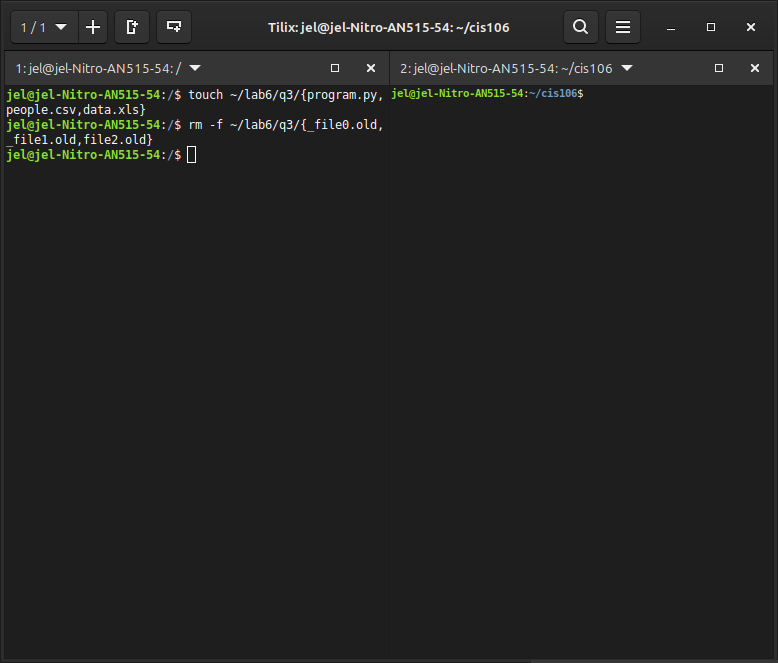 1 / 1
Tilix: jel@jel-Nitro-AN515-54: ~/cis106
1: jel@jel-Nitro-AN515-54: /
jel@jel-Nitro-AN515-54:/$ touch ~/lab6/q3/{program.py,
people.csv,data.xls}
jel@jel-Nitro-AN515-54:/$ rm -f ~/lab6/q3/{_file0.old,
_file1.old,file2.old}
jel@jel-Nitro-AN515-54:/$
2: jel@jel-Nitro-AN515-54: ~/cis106
jel@jel-Nitro-AN515-54:~/cis106$